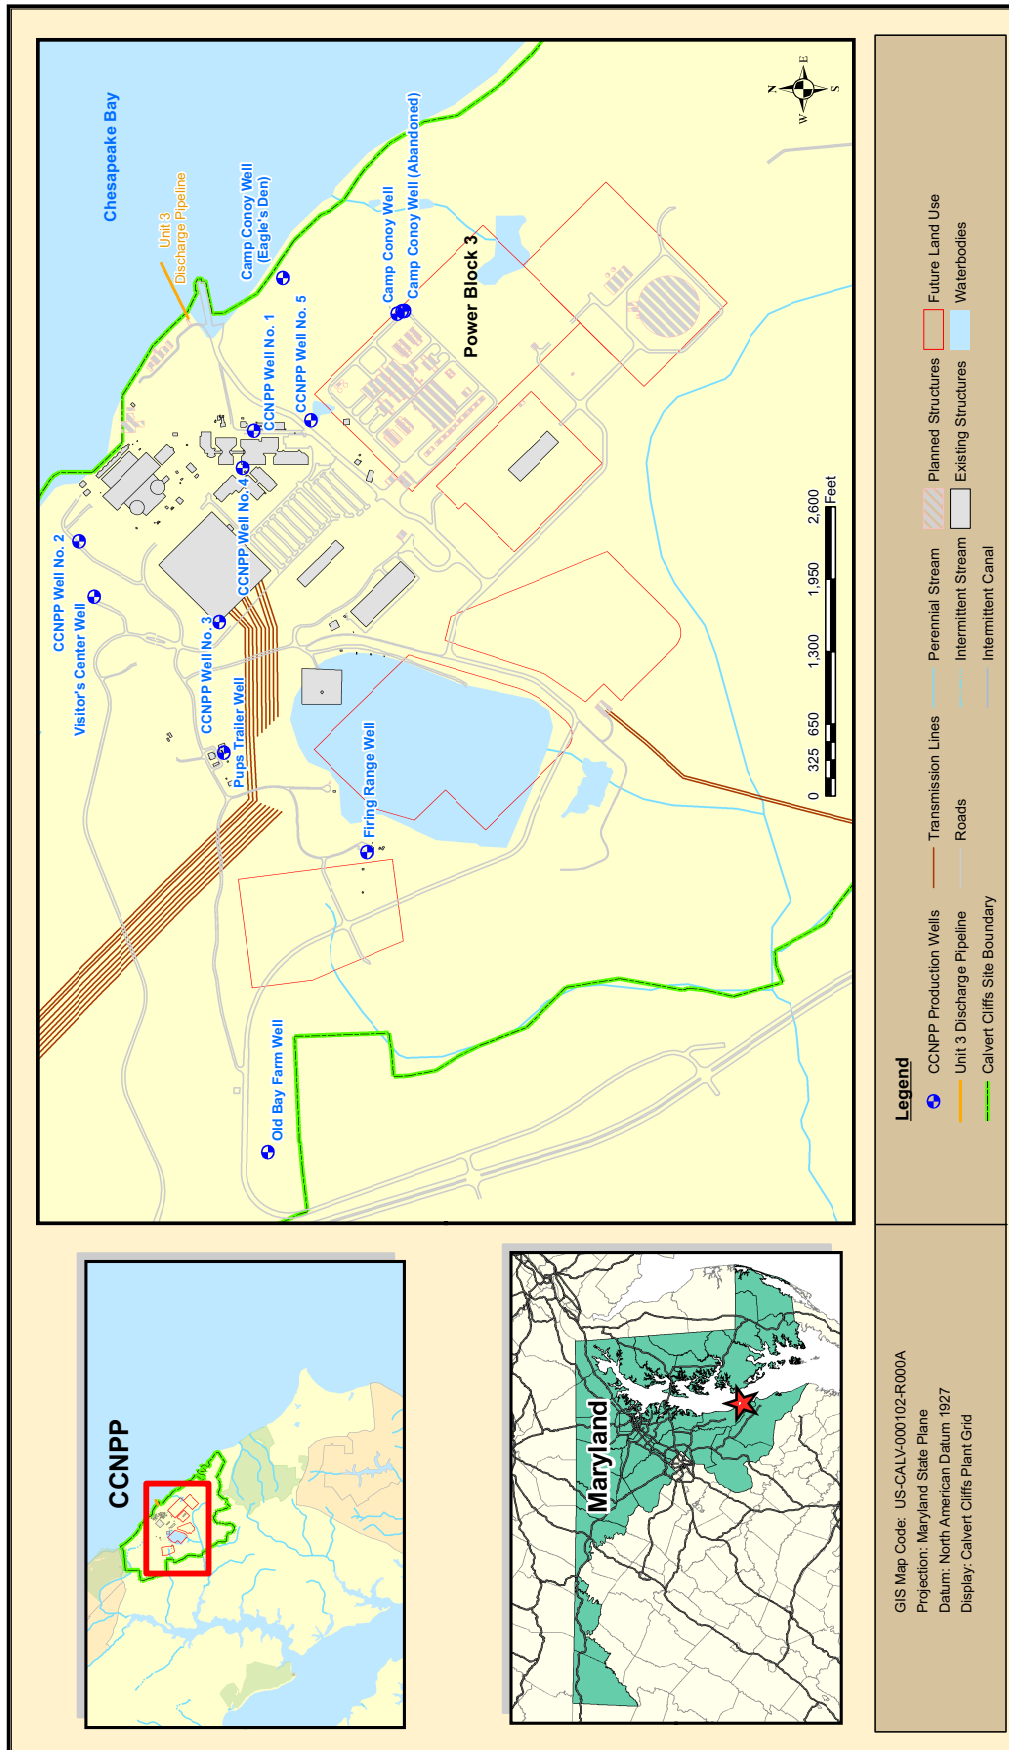 CCNPP
Maryland
Chesapeake Bay
Unit 3
Discharge Pipeline
Camp Conoy Well
(Eagle's Den)
CCNPP Well No. 1
CCNPP Well No. 5
Camp Conoy Well
Camp Conoy Well (Abandoned)
Power Block 3
CCNPP Well No. 2
Visitor's Center Well
CCNPP Well No. 4
CCNPP Well No. 3
Pups Trailer Well
Firing Range Well
Old Bay Farm Well
N
W
E
S
0 325 650 1,300 1,950 2,600
Feet
GIS Map Code: US-CALV-000102-R000A
Projection: Maryland State Plane
Datum: North American Datum 1927
Display: Calvert Cliffs Plant Grid
Legend
CCNPP Production Wells
Unit 3 Discharge Pipeline
Calvert Cliffs Site Boundary
Transmission Lines
Roads
Perennial Stream
Intermittent Stream
Intermittent Canal
Planned Structures
Existing Structures
Future Land Use
Waterbodies